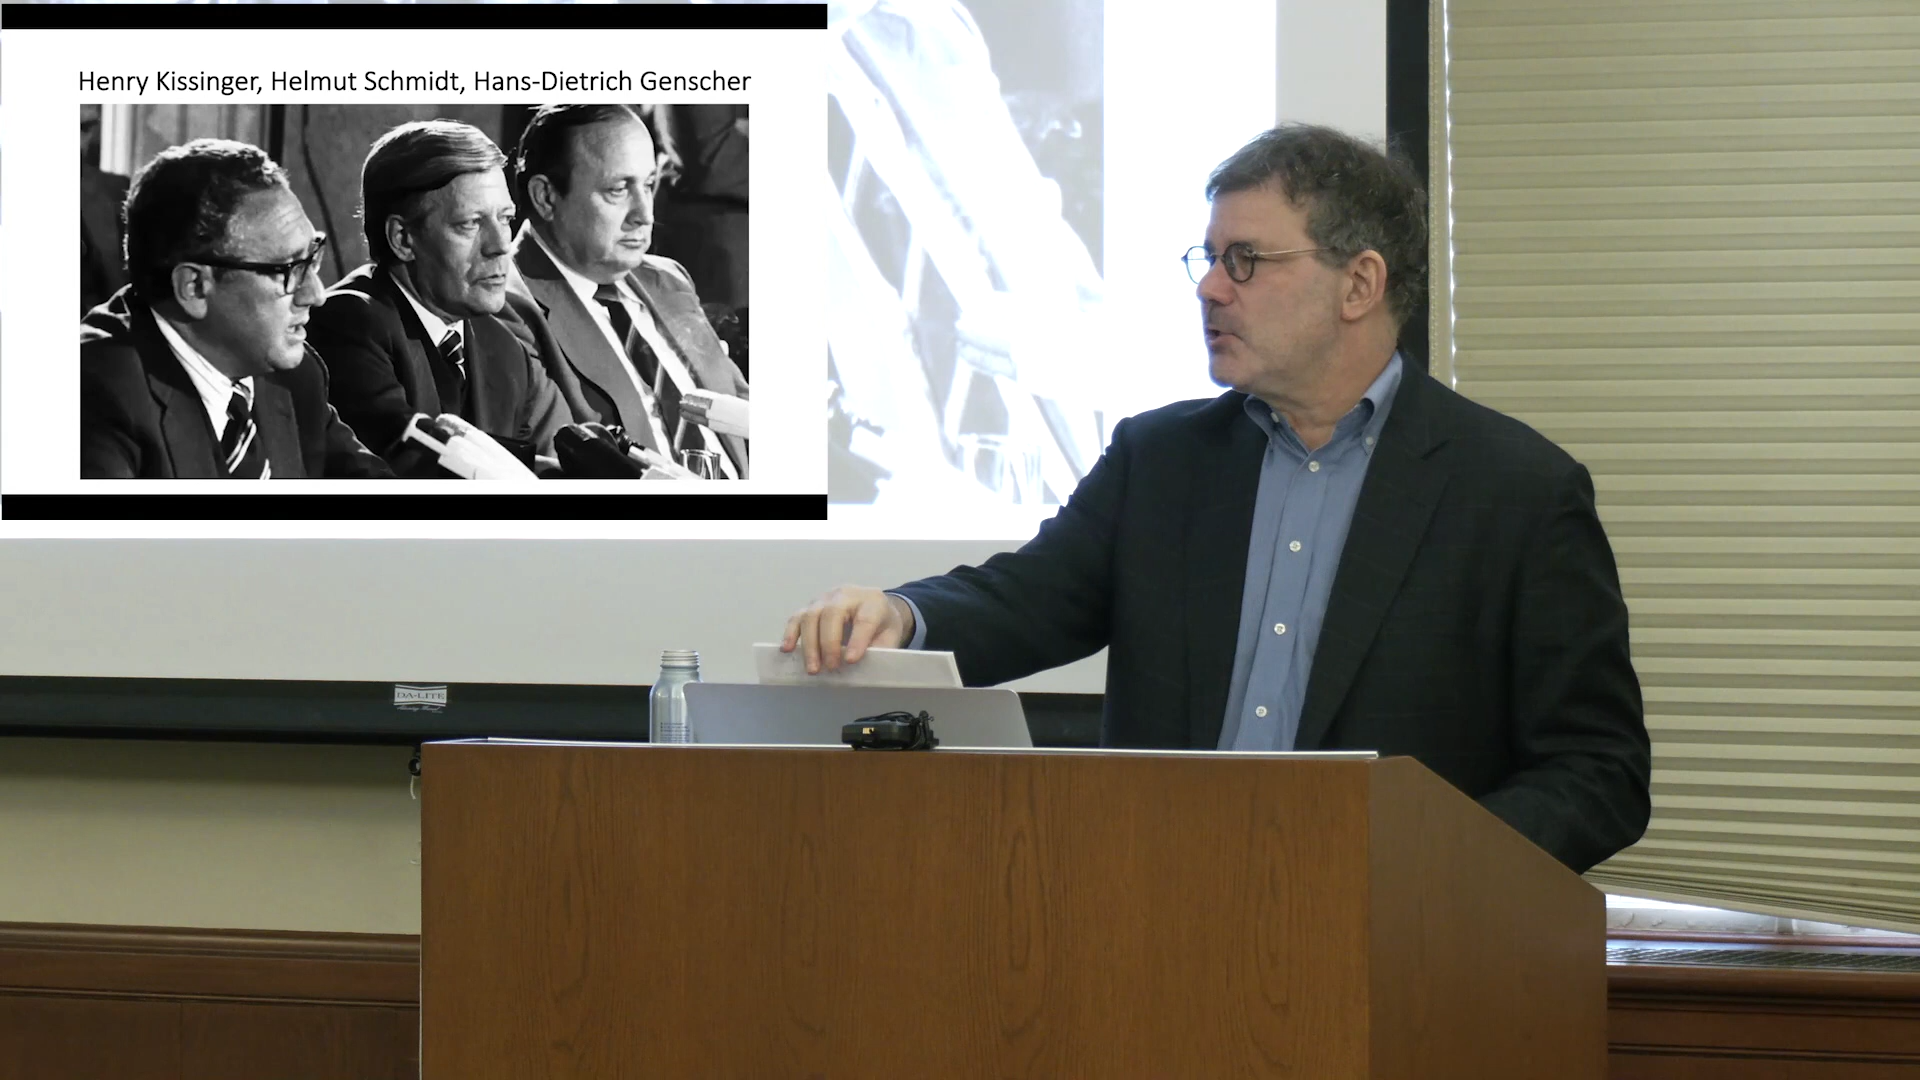 Henry Kissinger, Helmut Schmidt, Hans-Dietrich Genscher
DA-LITE